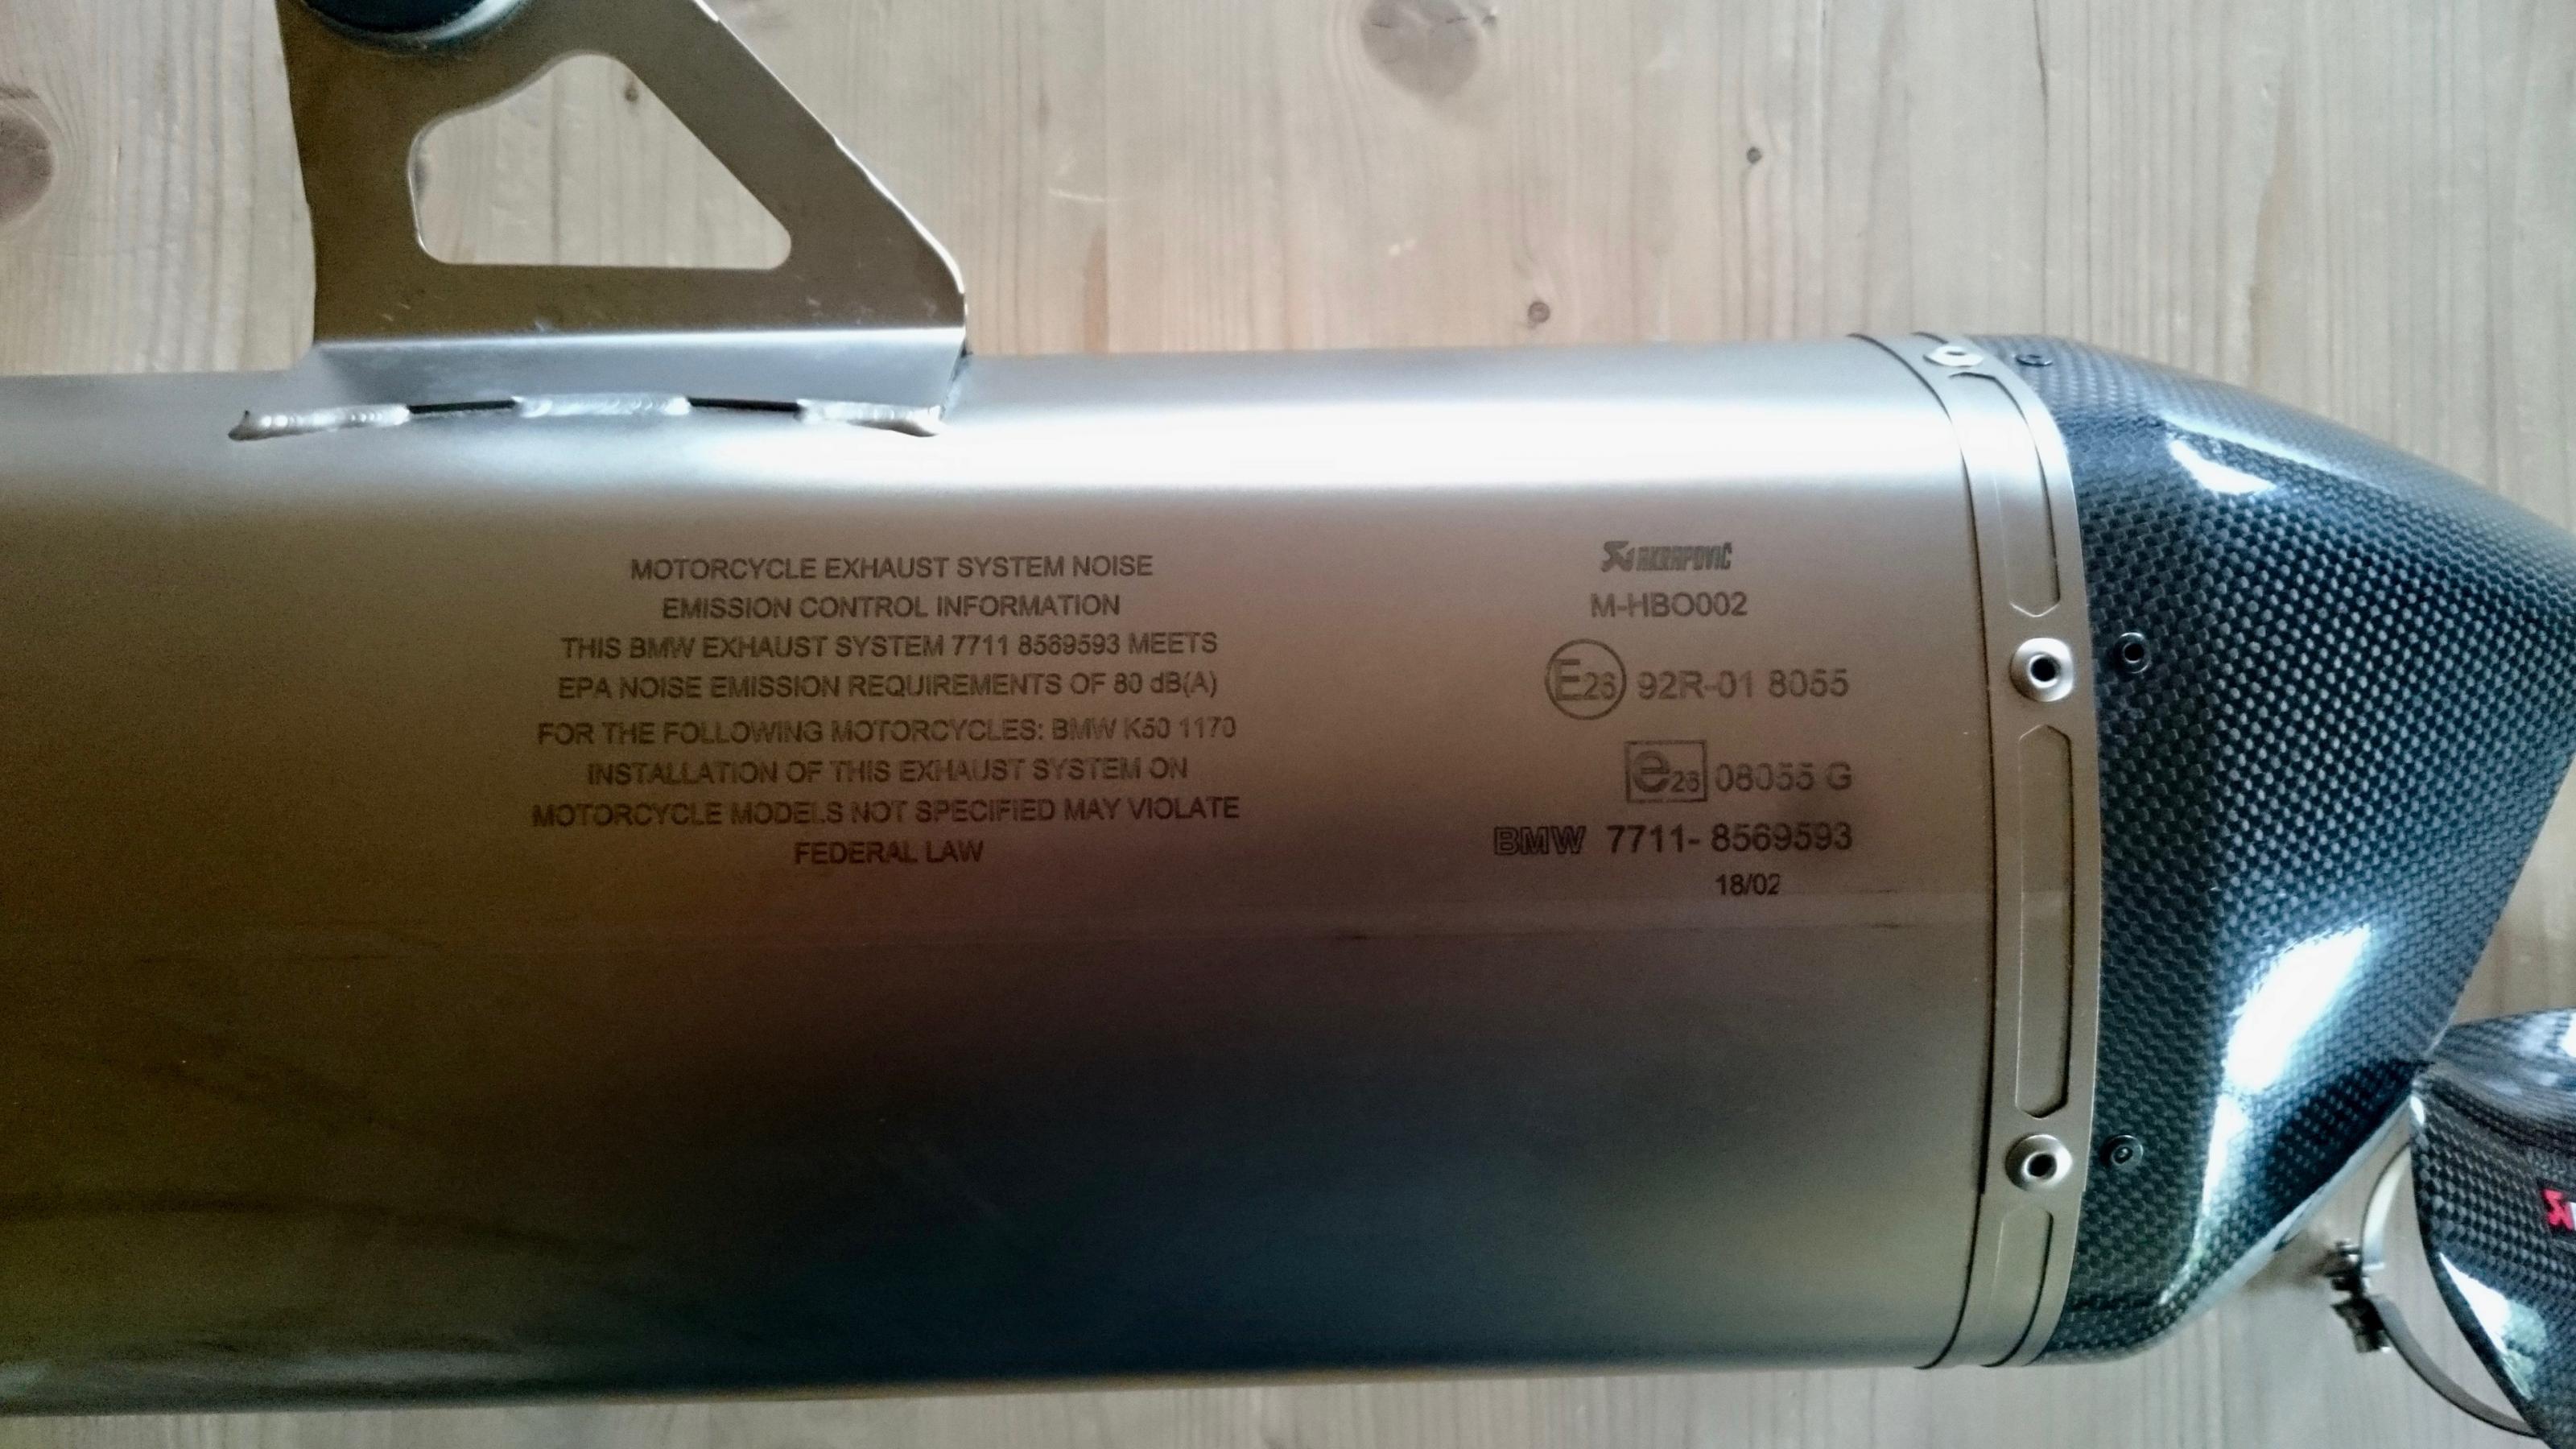 MOTORCYCLE EXHAUST SYSTEM NOISE
EMISSION CONTROL INFORMATION
THIS BMW EXHAUST SYSTEM 7711 8569593 MEETS
EPA NOISE EMISSION REQUIREMENTS OF 80 dB(A)
FOR THE FOLLOWING MOTORCYCLES: BMW K50 1170
INSTALLATION OF THIS EXHAUST SYSTEM ON
MOTORCYCLE MODELS NOT SPECIFIED MAY VIOLATE
FEDERAL LAW
AKRAPOVIČ
M-HBO002
E26 92R-01 8055
e26 08055 G
BMW 7711- 8569593
18/02